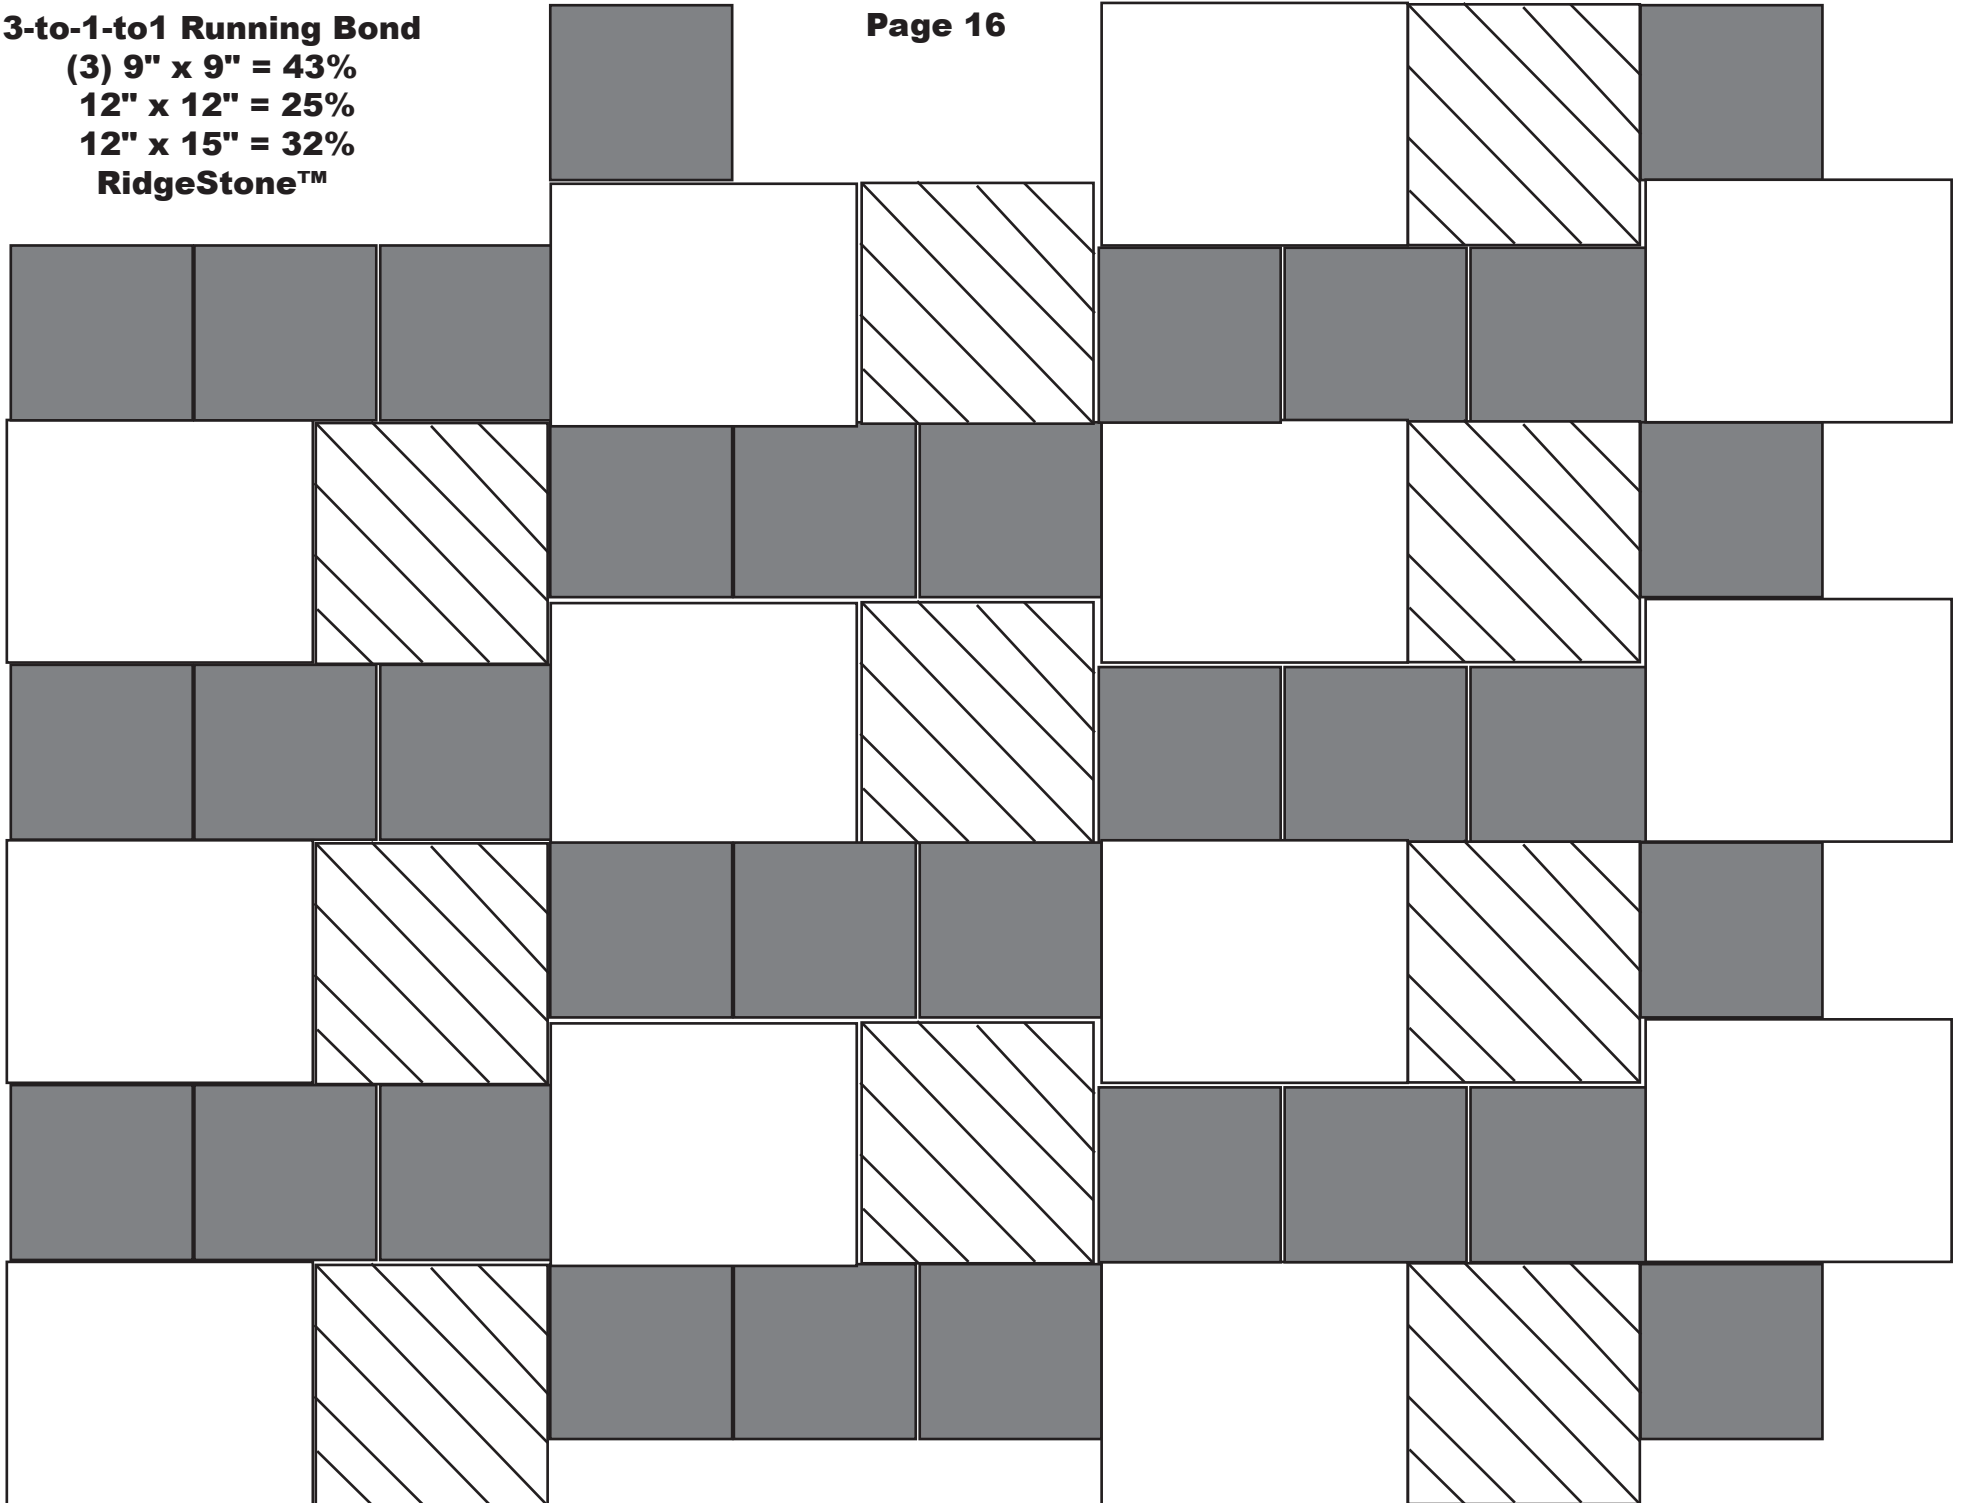 3-to-1-to1 Running Bond
(3) 9" x 9" = 43%
12" x 12" = 25%
12" x 15" = 32%
RidgeStone™
Page 16